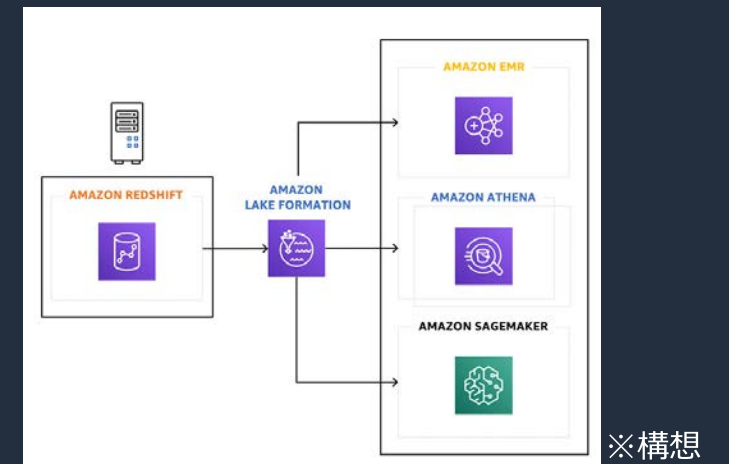 AMAZON EMR
AMAZON REDSHIFT
AMAZON
LAKE FORMATION
AMAZON ATHENA
AMAZON SAGEMAKER
※構想